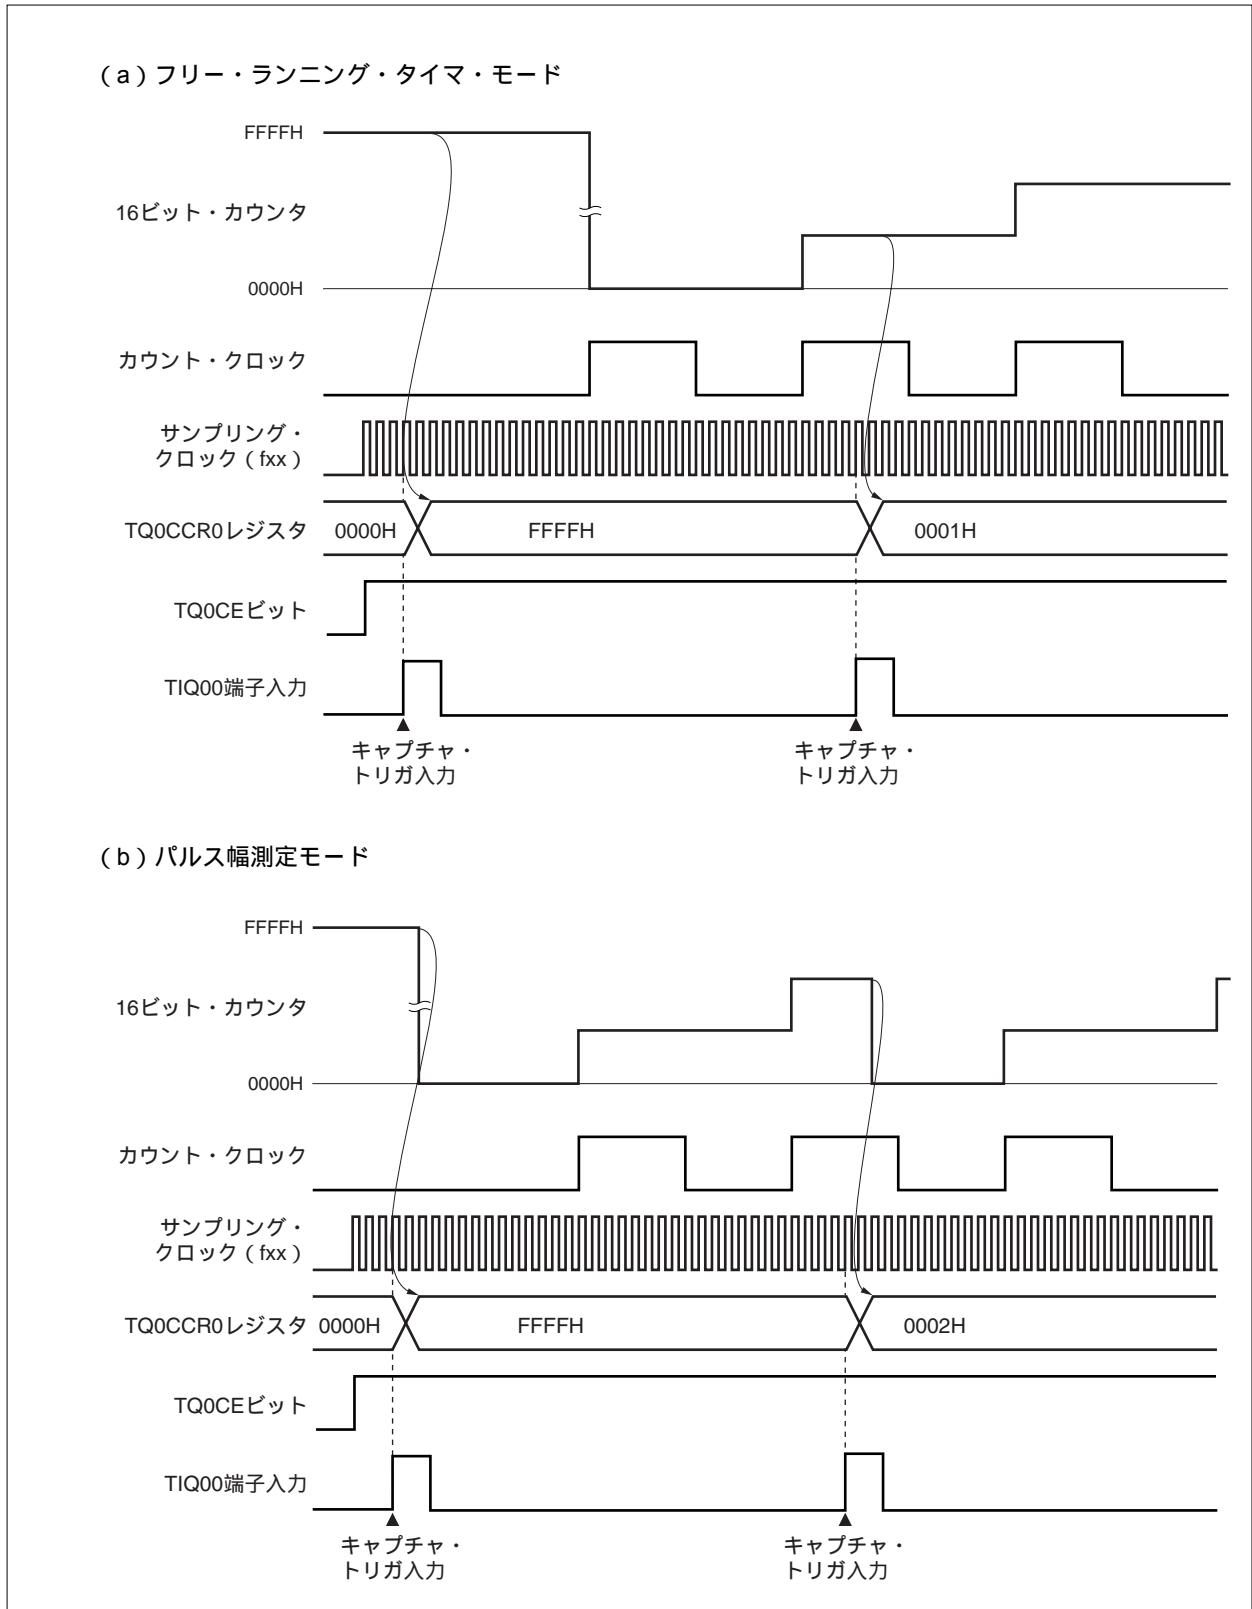 (a)フリー・ランニング・タイマ・モード
FFFFH
16ビット・カウンタ
0000H
カウント・クロック
サンプリング・
クロック(fxx)
TQ0CCR0レジスタ 0000H FFFFH 0001H
TQ0CEビット
TIQ00端子入力
キャプチャ・ キャプチャ・
トリガ入力 トリガ入力
(b)パルス幅測定モード
FFFFH
16ビット・カウンタ
0000H
カウント・クロック
サンプリング・
クロック(fxx)
TQ0CCR0レジスタ 0000H FFFFH 0002H
TQ0CEビット
TIQ00端子入力
キャプチャ・ キャプチャ・
トリガ入力 トリガ入力